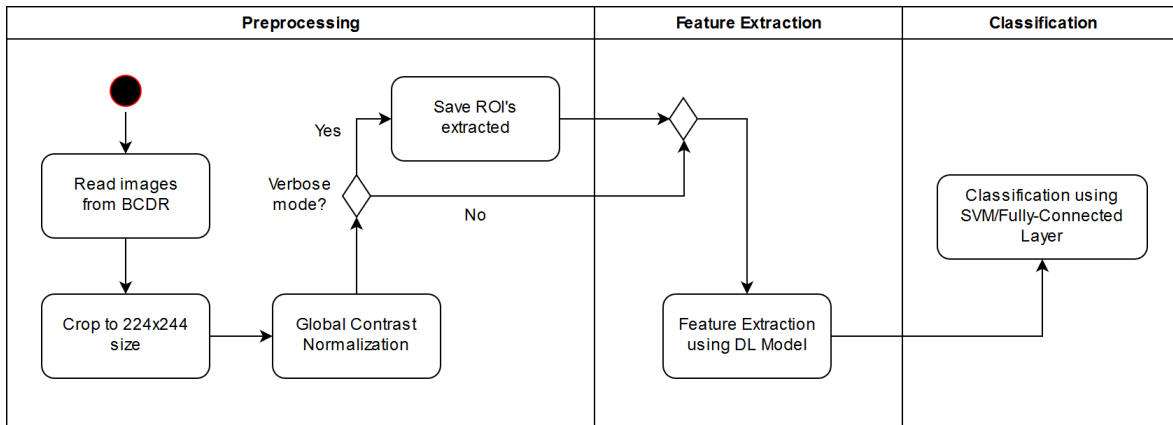 Preprocessing
Feature Extraction
Classification
Read images
from BCDR
Crop to 224x244
size
Global Contrast
Normalization
Verbose
mode?
Yes
No
Save ROI's
extracted
Feature Extraction
using DL Model
Classification using
SVM/Fully-Connected
Layer